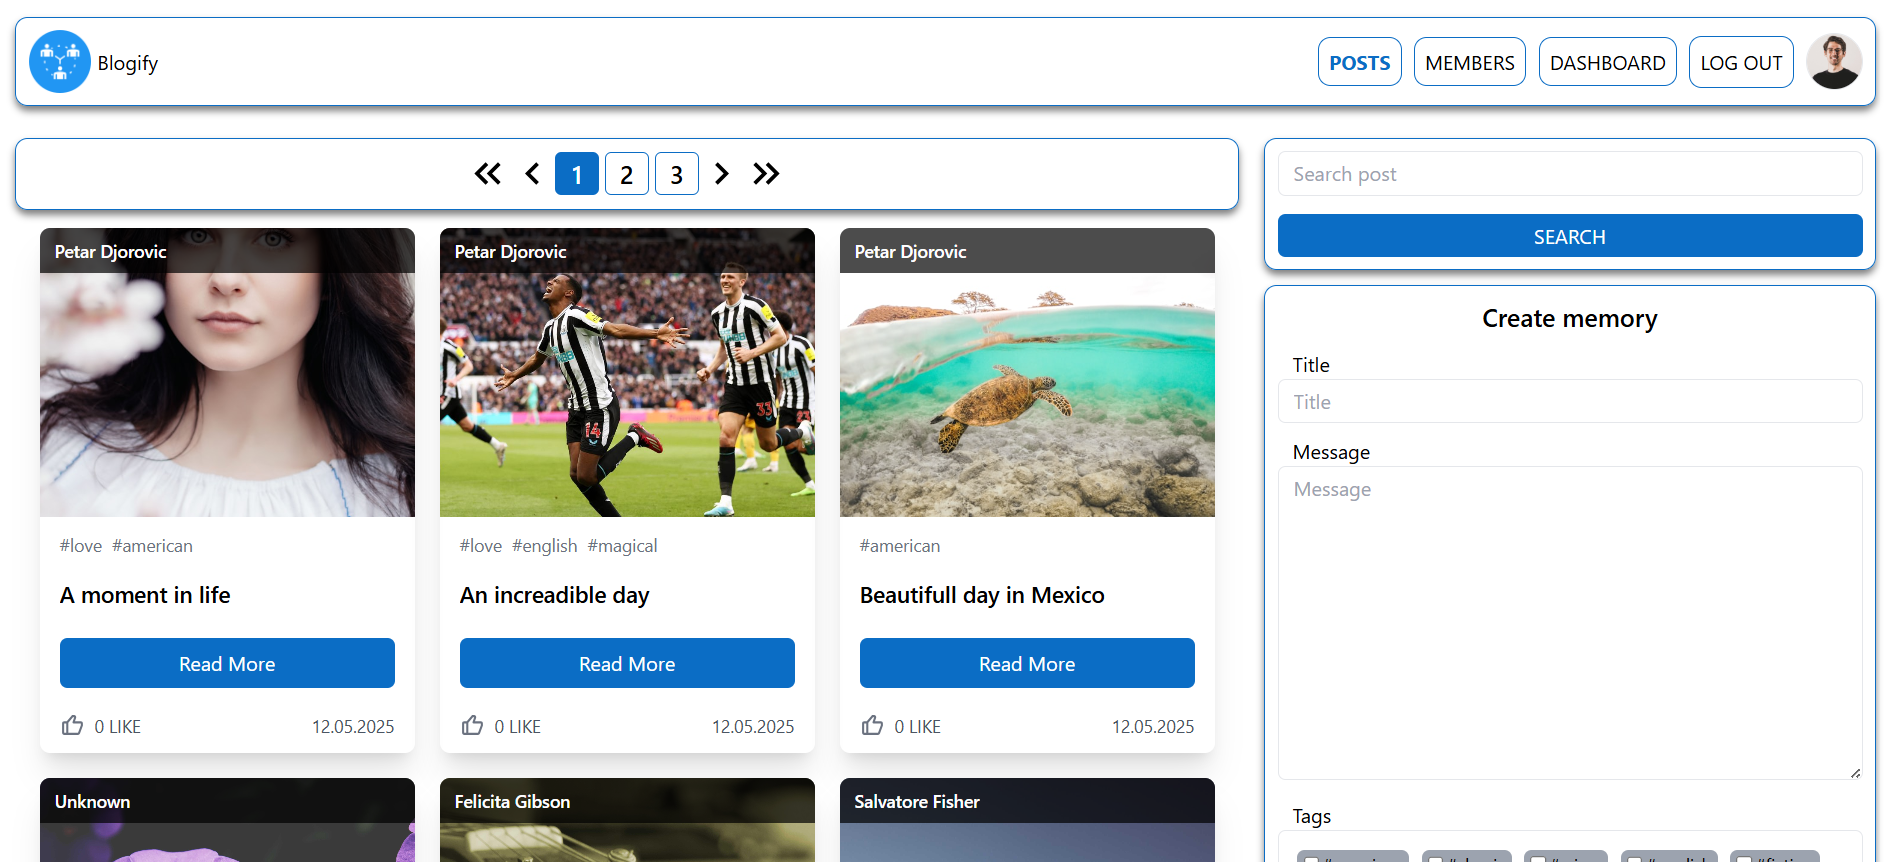 Blogify
POSTS
MEMBERS
DASHBOARD
LOG OUT
1
2
3
Petar Djorovic
#love #american
A moment in life
Read More
0 LIKE
12.05.2025
Petar Djorovic
14
33
#love #english #magical
An increadible day
Read More
0 LIKE
12.05.2025
Petar Djorovic
#american
Beautifull day in Mexico
Read More
0 LIKE
12.05.2025
Unknown
Felicita Gibson
Salvatore Fisher
Search post
SEARCH
Create memory
Title
Title
Message
Message
Tags